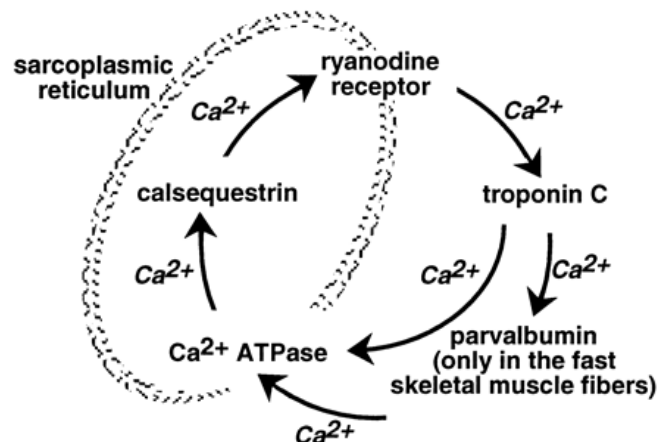 sarcoplasmic
reticulum
ryanodine
receptor
Ca2+
Ca2+
calsequestrin
troponin C
Ca2+
Ca2+
Ca2+
Ca2+ ATPase
parvalbumin
(only in the fast
skeletal muscle fibers)
Ca2+